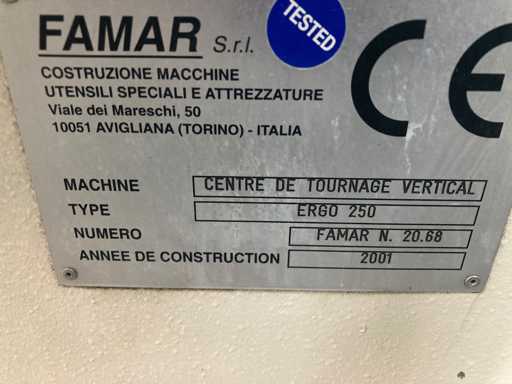 FAMAR S.r.l.
TESTED
CE
COSTRUZIONE MACCHINE
UTENSILI SPECIALI E ATTREZZATURE
Viale dei Mareschi, 50
10051 AVIGLIANA (TORINO) - ITALIA
MACHINE CENTRE DE TOURNAGE VERTICAL
TYPE ERGO 250
NUMERO FAMAR N. 20.68
ANNEE DE CONSTRUCTION 2001